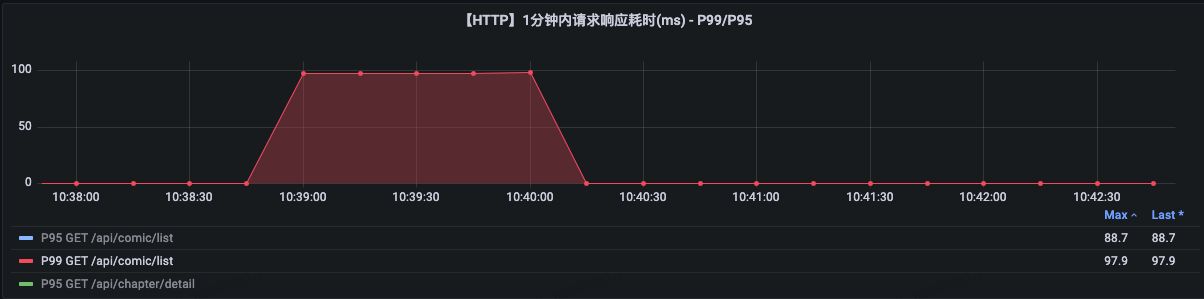 【HTTP】1分钟内请求响应耗时(ms) - P99/P95
100
50
0
10:38:00 10:38:30 10:39:00 10:39:30 10:40:00 10:40:30 10:41:00 10:41:30 10:42:00 10:42:30
Max Last *
P95 GET /api/comic/list 88.7 88.7
P99 GET /api/comic/list 97.9 97.9
P95 GET /api/chapter/detail